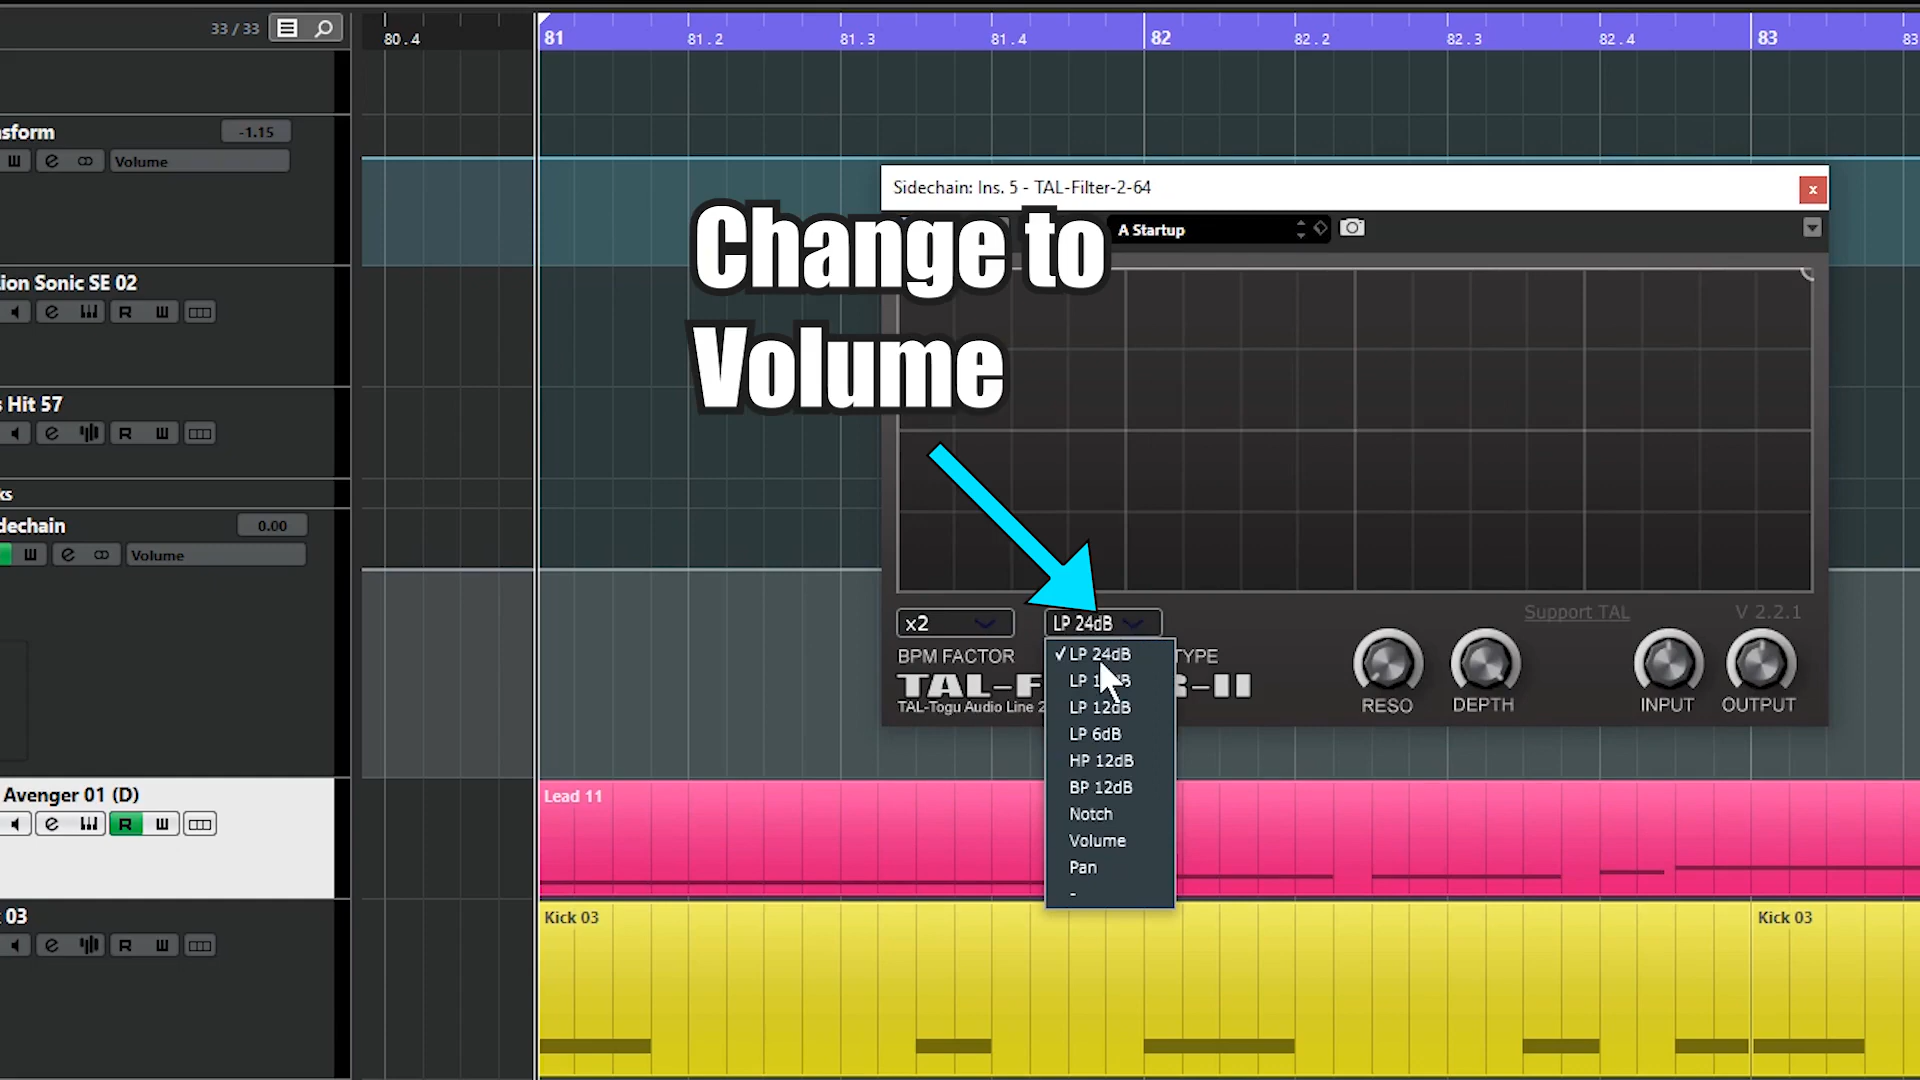 33 / 33
80.4
81
81.2
81.3
81.4
82
82.2
82.3
82.4
83
83
sform
-1.15
Volume
ion Sonic SE 02
R
s Hit 57
R
ks
dechain
0.00
Volume
Avenger 01 (D)
R
03
R
Sidechain: Ins. 5 - TAL-Filter-2-64
x
A Startup
Change to
Volume
Support TAL
V 2.2.1
x2
LP 24dB
BPM FACTOR
TYPE
TAL-Togu Audio Line 2
✓ LP 24dB
LP 12dB
LP 6dB
HP 12dB
BP 12dB
Notch
Volume
Pan
-
RESO
DEPTH
INPUT
OUTPUT
Lead 11
Kick 03
Kick 03